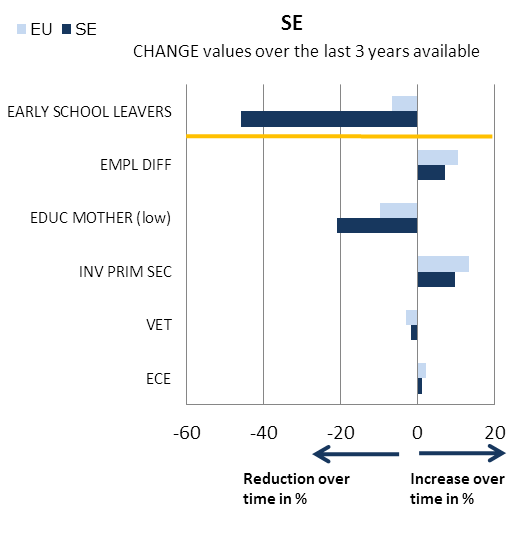 SE
EU SE
CHANGE values over the last 3 years available
EARLY SCHOOL LEAVERS
EMPL DIFF
EDUC MOTHER (low)
INV PRIM SEC
VET
ECE
-60 -40 -20 0 20
Reduction over
time in %
Increase over
time in %